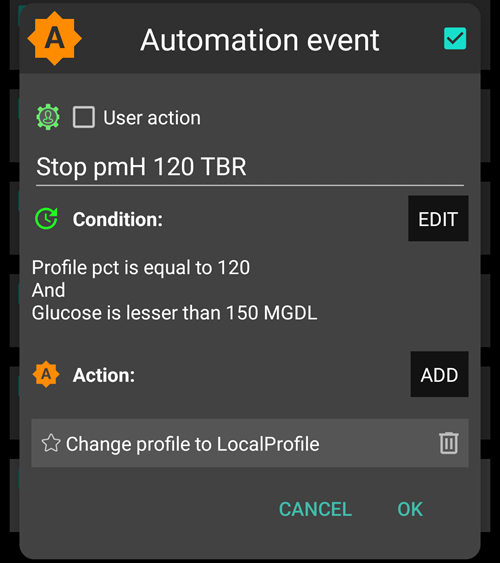 A Automation event
User action
Stop pmH 120 TBR
Condition:
EDIT
Profile pct is equal to 120
And
Glucose is lesser than 150 MGDL
A Action:
ADD
Change profile to LocalProfile
CANCEL OK